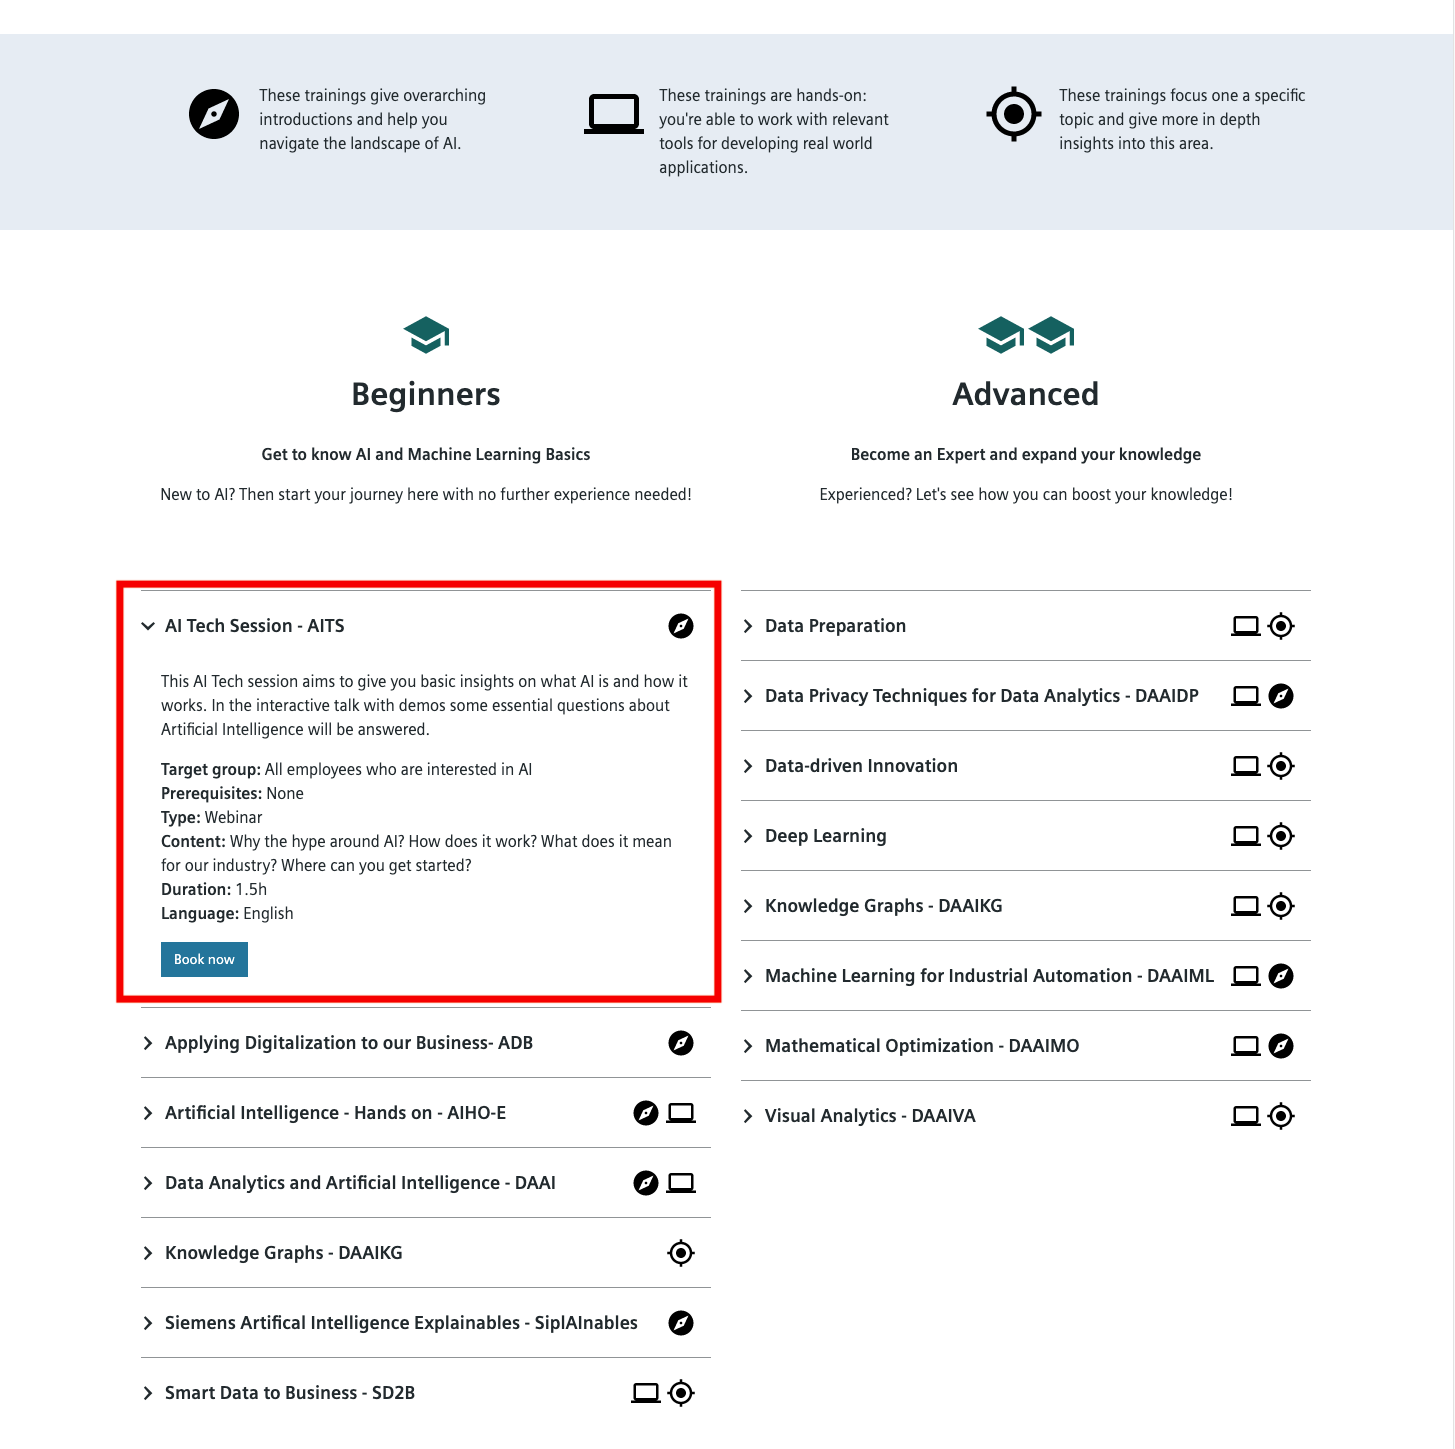 These trainings give overarching
introductions and help you
navigate the landscape of AI.
These trainings are hands-on:
you're able to work with relevant
tools for developing real world
applications.
These trainings focus one a specific
topic and give more in depth
insights into this area.
Beginners
Get to know AI and Machine Learning Basics
New to AI? Then start your journey here with no further experience needed!
AI Tech Session - AITS
This AI Tech session aims to give you basic insights on what AI is and how it
works. In the interactive talk with demos some essential questions about
Artificial Intelligence will be answered.
Target group: All employees who are interested in AI
Prerequisites: None
Type: Webinar
Content: Why the hype around AI? How does it work? What does it mean
for our industry? Where can you get started?
Duration: 1.5h
Language: English
Book now
Applying Digitalization to our Business- ADB
Artificial Intelligence - Hands on - AIHO-E
Data Analytics and Artificial Intelligence - DAAI
Knowledge Graphs - DAAIKG
Siemens Artifical Intelligence Explainables - SiplAInables
Smart Data to Business - SD2B
Advanced
Become an Expert and expand your knowledge
Experienced? Let's see how you can boost your knowledge!
Data Preparation
Data Privacy Techniques for Data Analytics - DAAIDP
Data-driven Innovation
Deep Learning
Knowledge Graphs - DAAIKG
Machine Learning for Industrial Automation - DAAIML
Mathematical Optimization - DAAIMO
Visual Analytics - DAAIVA